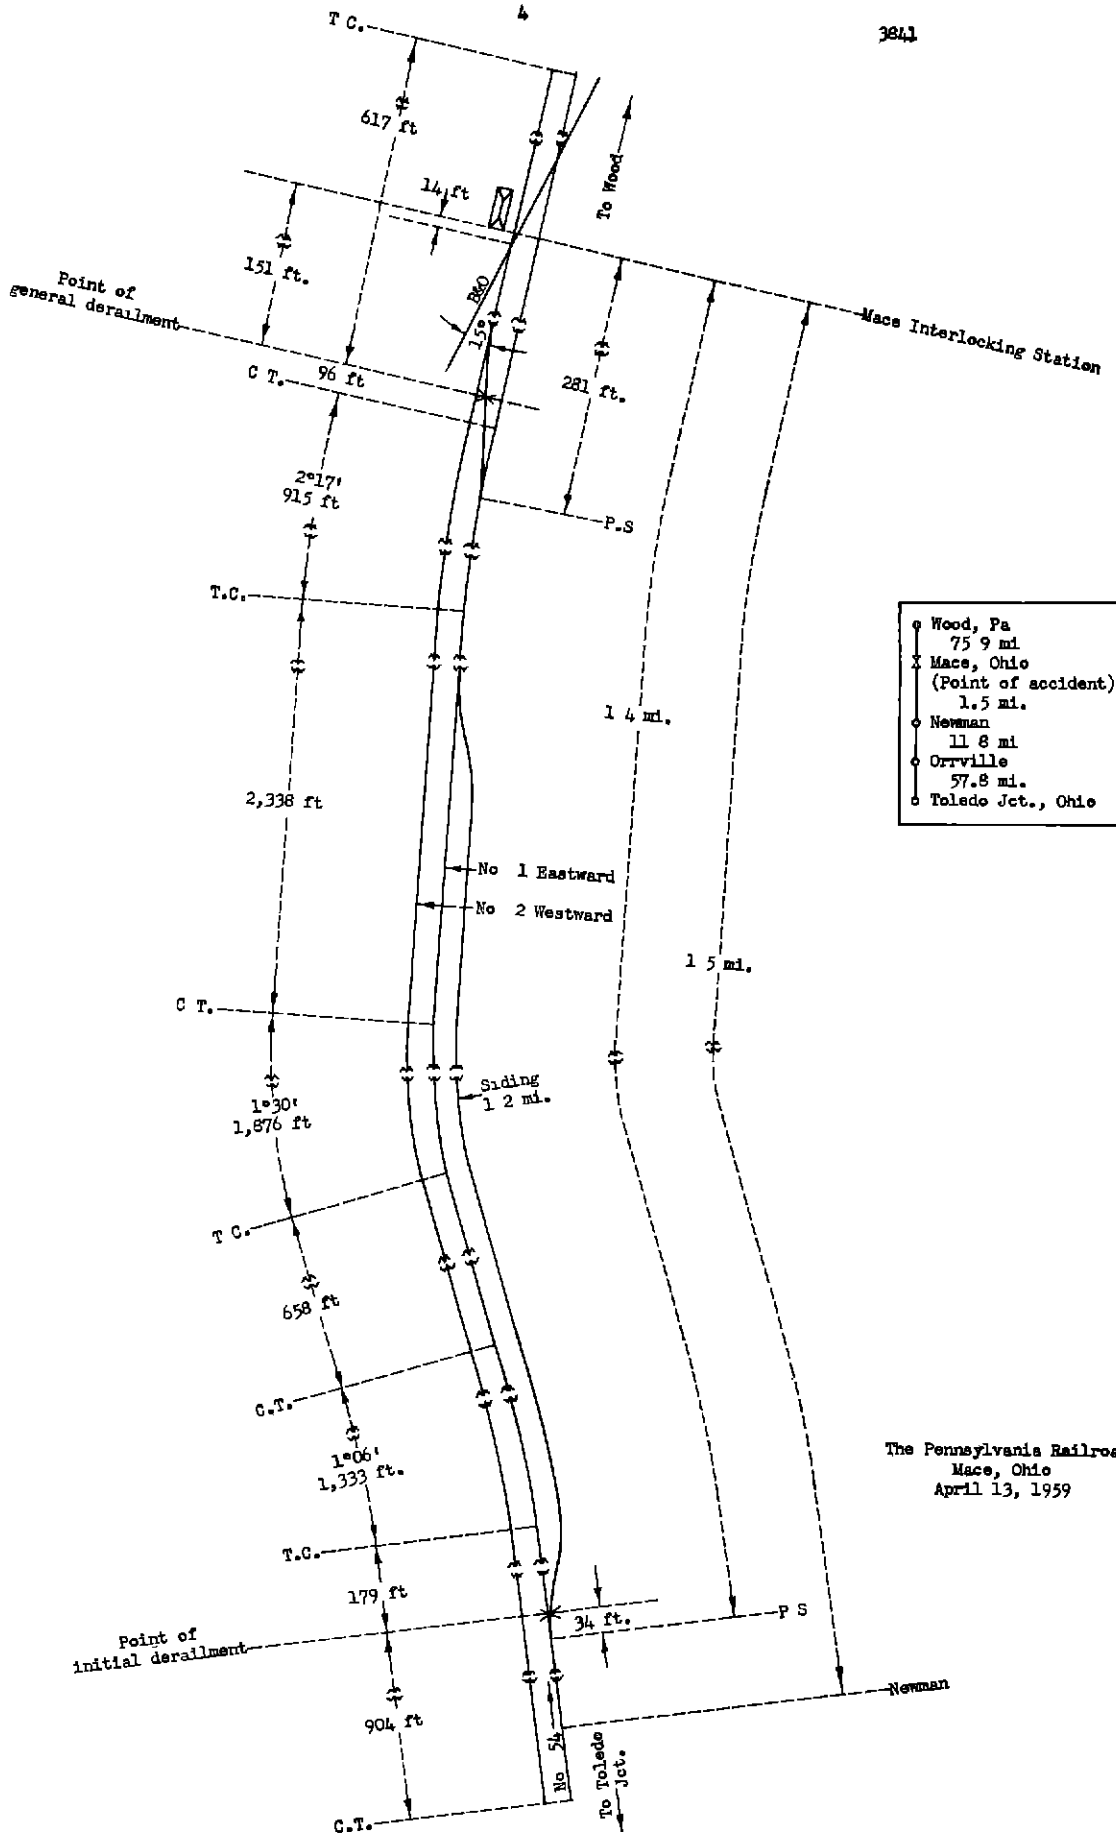 4
3841
T C.
617 ft
To Wood
14 ft
151 ft.
Point of
general derailment
B&O
15°
Mace Interlocking Station
96 ft
C T.
281 ft.
2°17'
915 ft
P.S
T.C.
Wood, Pa
75 9 mi
Mace, Ohio
(Point of accident)
1.5 mi.
Newman
11 8 mi
Orrville
57.8 mi.
Toledo Jct., Ohio
1 4 mi.
2,338 ft
No 1 Eastward
No 2 Westward
1 5 mi.
C T.
Siding
1 2 mi.
1°30'
1,876 ft
T C.
658 ft
C.T.
1°06'
1,333 ft.
The Pennsylvania Railroa
Mace, Ohio
April 13, 1959
T.C.
179 ft
34 ft.
P S
Point of
initial derailment
Newman
904 ft
No 54
To Toledo
Jct.
C.T.